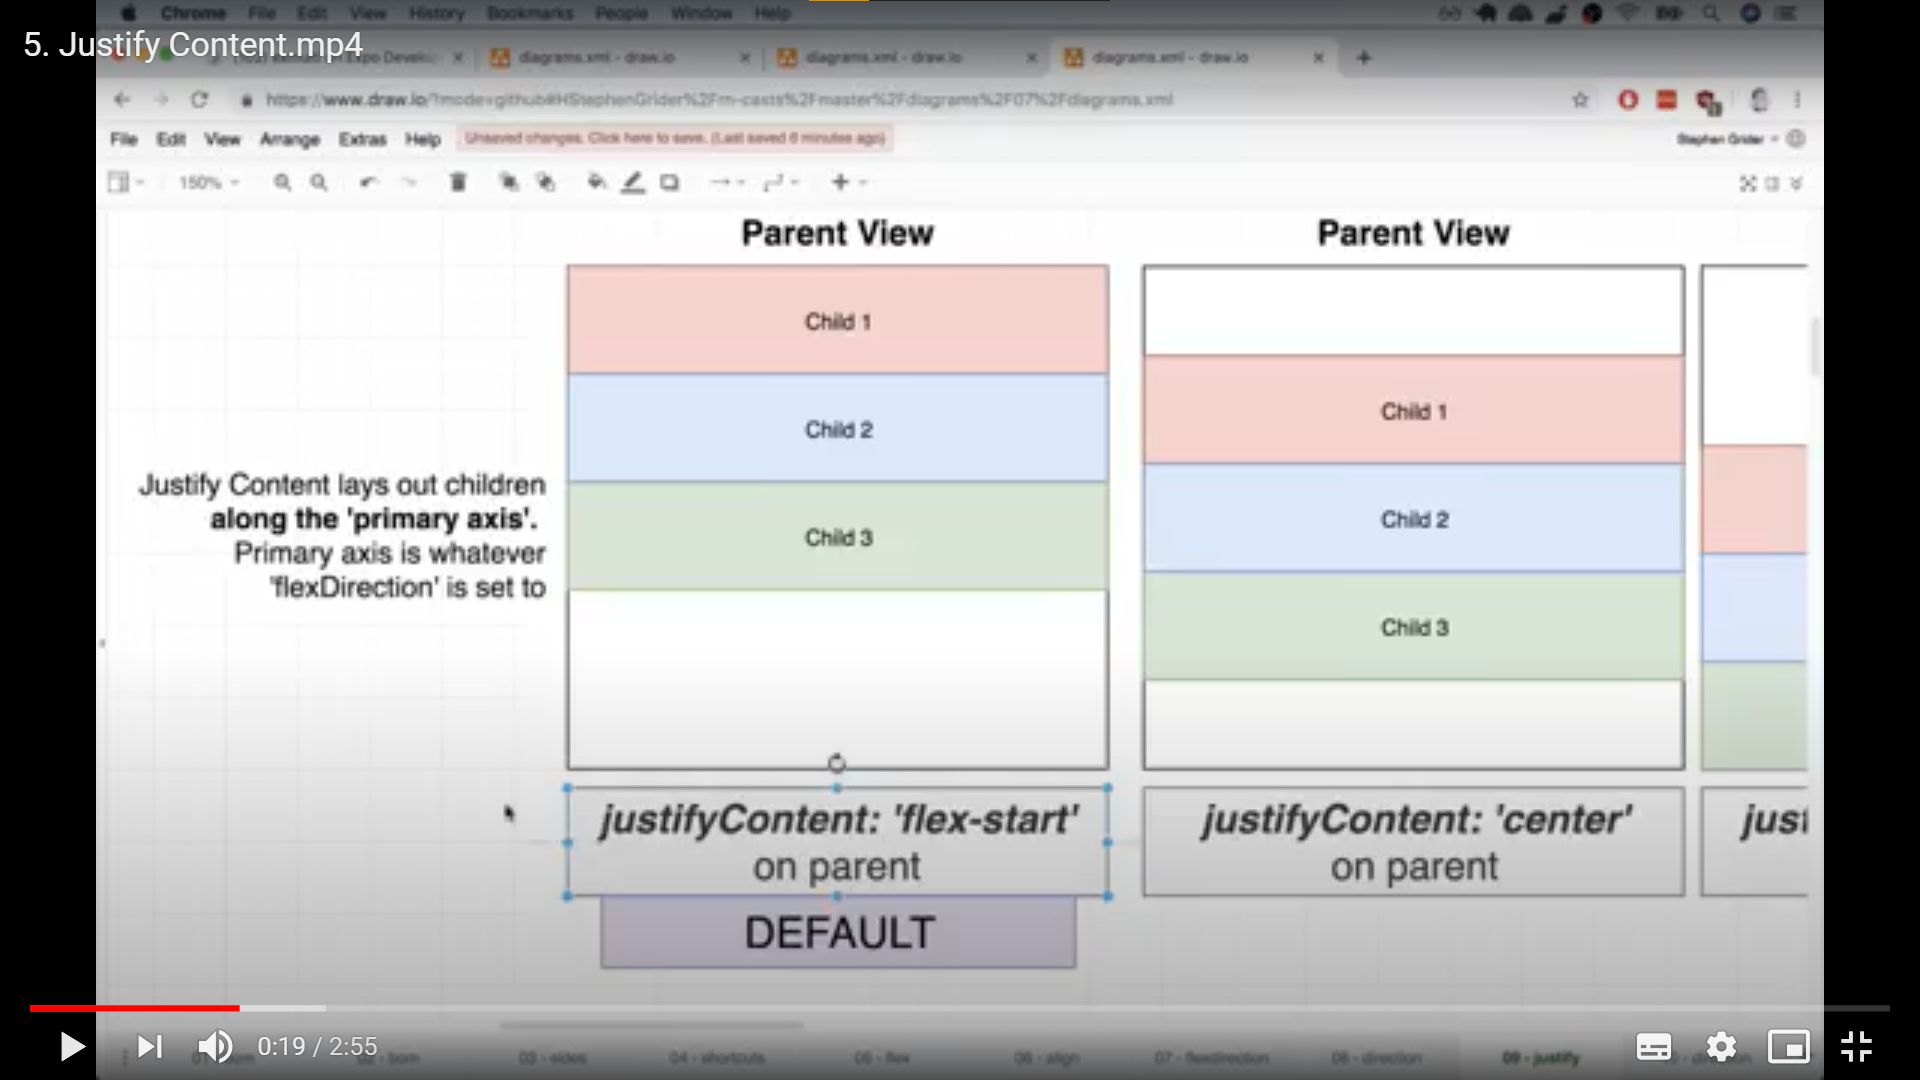 Chrome File Edit View History Bookmarks People Window Help
5. Justify Content.mp4
Expo Develo
diagrams.xml - draw.io
diagrams.xml - draw.io
diagrams.xml - draw.io
https://www.draw.io/?mode=github#HStephenGrider%2Frn-casts%2Fmaster%2Fdiagrams%2F07%2Fdiagrams.xml
File Edit View Arrange Extras Help
Unsaved changes. Click here to save. (Last saved 6 minutes ago)
Stephen Grider
150%
Parent View
Parent View
Child 1
Child 2
Child 3
Child 1
Child 2
Child 3
Justify Content lays out children
along the 'primary axis'.
Primary axis is whatever
'flexDirection' is set to
justifyContent: 'flex-start'
on parent
justifyContent: 'center'
on parent
just
DEFAULT
0:19 / 2:55
03 - sides
04 - shortcuts
05 - flex
06 - align
07 - flexdirection
08 - direction
09 - justify